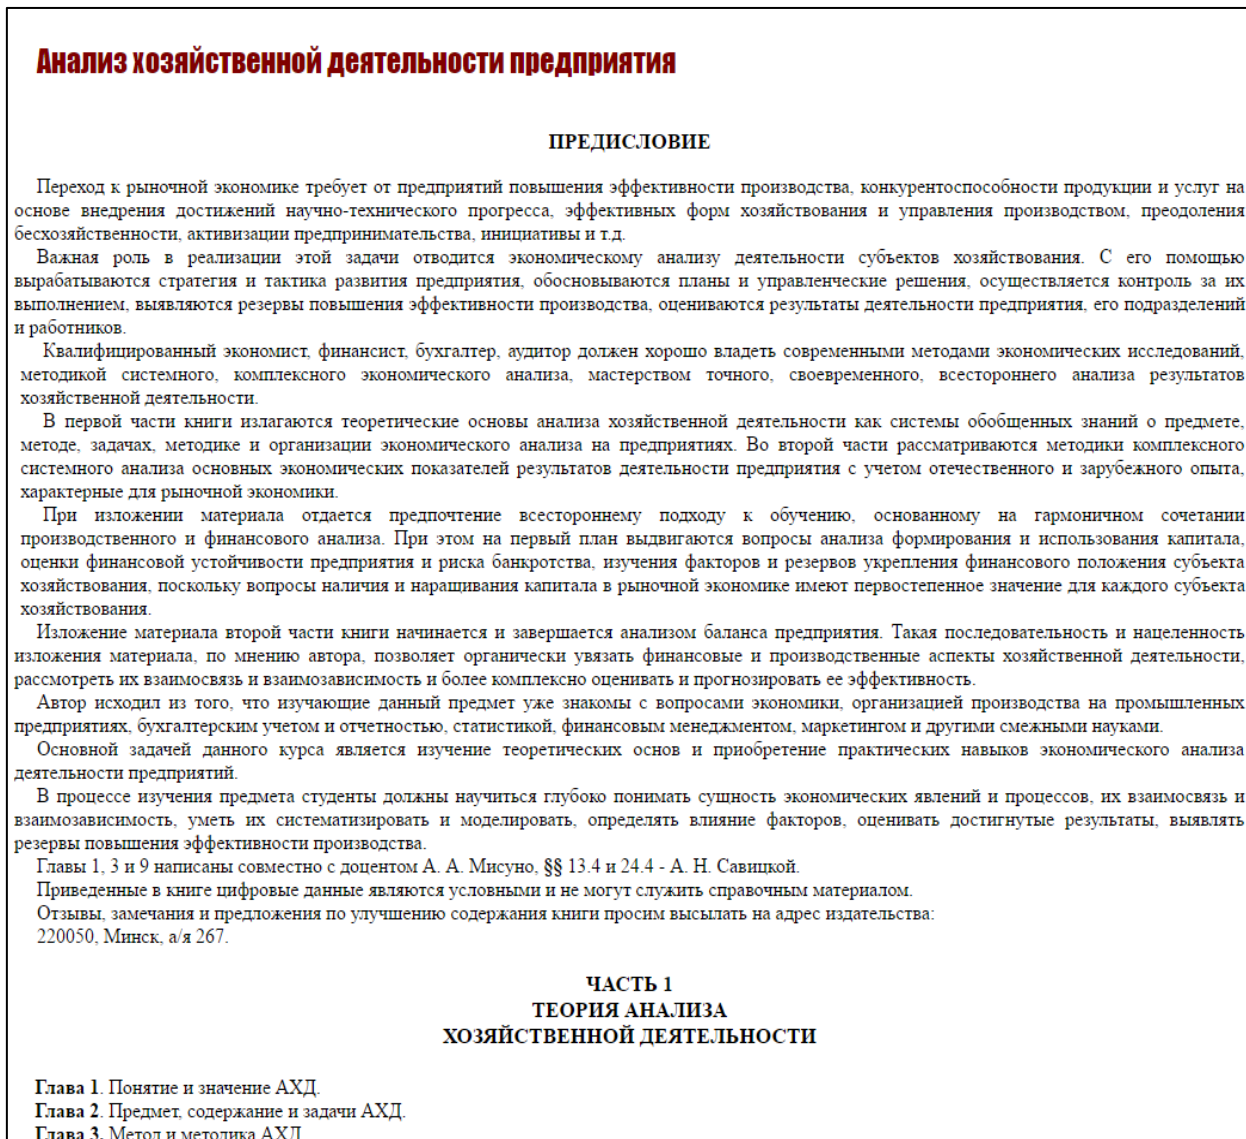 Анализ хозяйственной деятельности предприятия
ПРЕДИСЛОВИЕ
Переход к рыночной экономике требует от предприятий повышения эффективности производства, конкурентоспособности продукции и услуг на
основе внедрения достижений научно-технического прогресса, эффективных форм хозяйствования и управления производством, преодоления
бесхозяйственности, активизации предпринимательства, инициативы и т.д.
Важная роль в реализации этой задачи отводится экономическому анализу деятельности субъектов хозяйствования. С его помощью
вырабатываются стратегия и тактика развития предприятия, обосновываются планы и управленческие решения, осуществляется контроль за их
выполнением, выявляются резервы повышения эффективности производства, оцениваются результаты деятельности предприятия, его подразделений
и работников.
Квалифицированный экономист, финансист, бухгалтер, аудитор должен хорошо владеть современными методами экономических исследований,
методикой системного, комплексного экономического анализа, мастерством точного, своевременного, всестороннего анализа результатов
хозяйственной деятельности.
В первой части книги излагаются теоретические основы анализа хозяйственной деятельности как системы обобщенных знаний о предмете,
методе, задачах, методике и организации экономического анализа на предприятиях. Во второй части рассматриваются методики комплексного
системного анализа основных экономических показателей результатов деятельности предприятия с учетом отечественного и зарубежного опыта,
характерные для рыночной экономики.
При изложении материала отдается предпочтение всестороннему подходу к обучению, основанному на гармоничном сочетании
производственного и финансового анализа. При этом на первый план выдвигаются вопросы анализа формирования и использования капитала,
оценки финансовой устойчивости предприятия и риска банкротства, изучения факторов и резервов укрепления финансового положения субъекта
хозяйствования, поскольку вопросы наличия и наращивания капитала в рыночной экономике имеют первостепенное значение для каждого субъекта
хозяйствования.
Изложение материала второй части книги начинается и завершается анализом баланса предприятия. Такая последовательность и нацеленность
изложения материала, по мнению автора, позволяет органически увязать финансовые и производственные аспекты хозяйственной деятельности,
рассмотреть их взаимосвязь и взаимозависимость и более комплексно оценивать и прогнозировать ее эффективность.
Автор исходил из того, что изучающие данный предмет уже знакомы с вопросами экономики, организацией производства на промышленных
предприятиях, бухгалтерским учетом и отчетностью, статистикой, финансовым менеджментом, маркетингом и другими смежными науками.
Основной задачей данного курса является изучение теоретических основ и приобретение практических навыков экономического анализа
деятельности предприятий.
В процессе изучения предмета студенты должны научиться глубоко понимать сущность экономических явлений и процессов, их взаимосвязь и
взаимозависимость, уметь их систематизировать и моделировать, определять влияние факторов, оценивать достигнутые результаты, выявлять
резервы повышения эффективности производства.
Главы 1, 3 и 9 написаны совместно с доцентом А. А. Мисуно, §§ 13.4 и 24.4 - А. Н. Савицкой.
Приведенные в книге цифровые данные являются условными и не могут служить справочным материалом.
Отзывы, замечания и предложения по улучшению содержания книги просим высылать на адрес издательства:
220050, Минск, а/я 267.
ЧАСТЬ 1
ТЕОРИЯ АНАЛИЗА
ХОЗЯЙСТВЕННОЙ ДЕЯТЕЛЬНОСТИ
Глава 1. Понятие и значение АХД.
Глава 2. Предмет, содержание и задачи АХД.
Глава 3. Метод и методика АХД